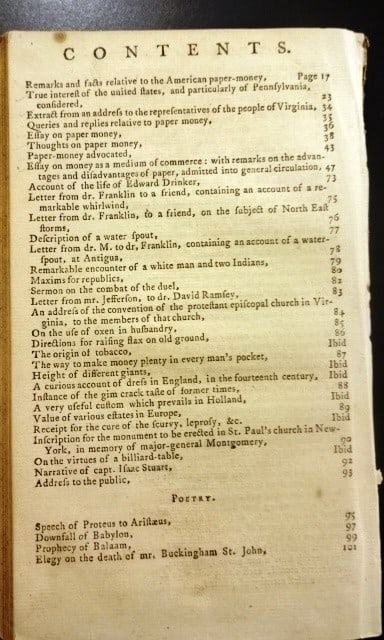 CONTENTS.
Remarks and facts relative to the American paper-money, Page 17
True interest of the united states, and particularly of Pennsylvania,
considered, 23
Extract from an address to the representatives of the people of Virginia, 34
Queries and replies relative to paper money, 35
Essay on paper money, 36
Thoughts on paper money, 38
Paper-money advocated, 43
Essay on money as a medium of commerce: with remarks on the advan-
tages and disadvantages of paper, admitted into general circulation, 47
Account of the life of Edward Drinker, 73
Letter from dr. Franklin to a friend, containing an account of a re-
markable whirlwind, 75
Letter from dr. Franklin, to a friend, on the subject of North East
storms, 76
Description of a water spout, 77
Letter from dr. M. to dr, Franklin, containing an account of a water-
spout, at Antigua, 78
Remarkable encounter of a white man and two Indians, 79
Maxims for republics, 80
Sermon on the combat of the duel, 82
Letter from mr. Jefferson, to dr. David Ramsey, 83
An address of the convention of the protestant episcopal church in Vir-
ginia, to the members of that church, 84
On the use of oxen in husbandry, 85
Directions for raising flax on old ground, 86
The origin of tobacco, Ibid
The way to make money plenty in every man's pocket, 87
Height of different giants, Ibid
A curious account of dress in England, in the fourteenth century, Ibid
Instance of the gim crack taste of former times, 88
A very useful custom which prevails in Holland, Ibid
Value of various estates in Europe, 89
Receipt for the cure of the scurvy, leprosy, &c. Ibid
Inscription for the monument to be erected in St. Paul's church in New-
York, in memory of major-general Montgomery, 90
On the virtues of a billiard-table, Ibid
Narrative of capt. Isaac Stuart, 92
Address to the public, 93
POETRY.
Speech of Proteus to Aristæus, 95
Downfall of Babylon, 97
Prophecy of Balaam, 99
Elegy on the death of mr. Buckingham St. John, 101